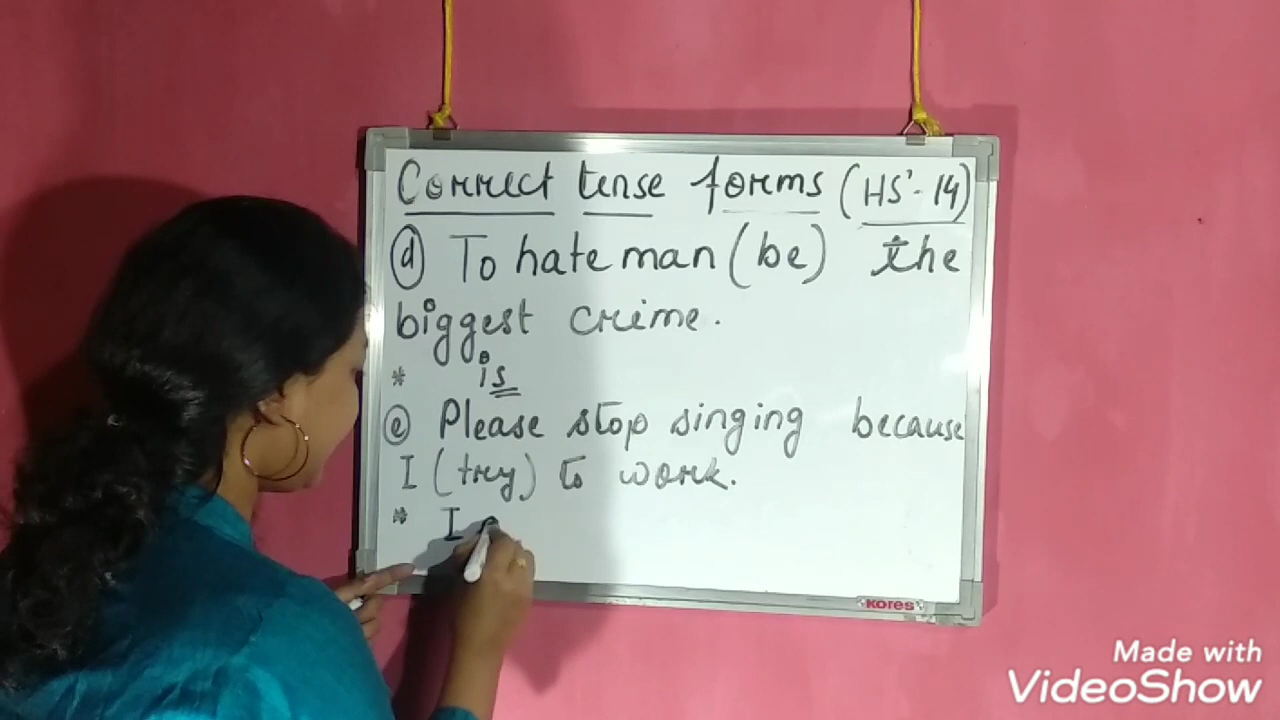 Correct tense forms (HS'-14)
(d) To hate man (be) the
biggest crime.
* is
(e) Please stop singing because
I (try) to work.
* I
KORES
Made with
VideoShow